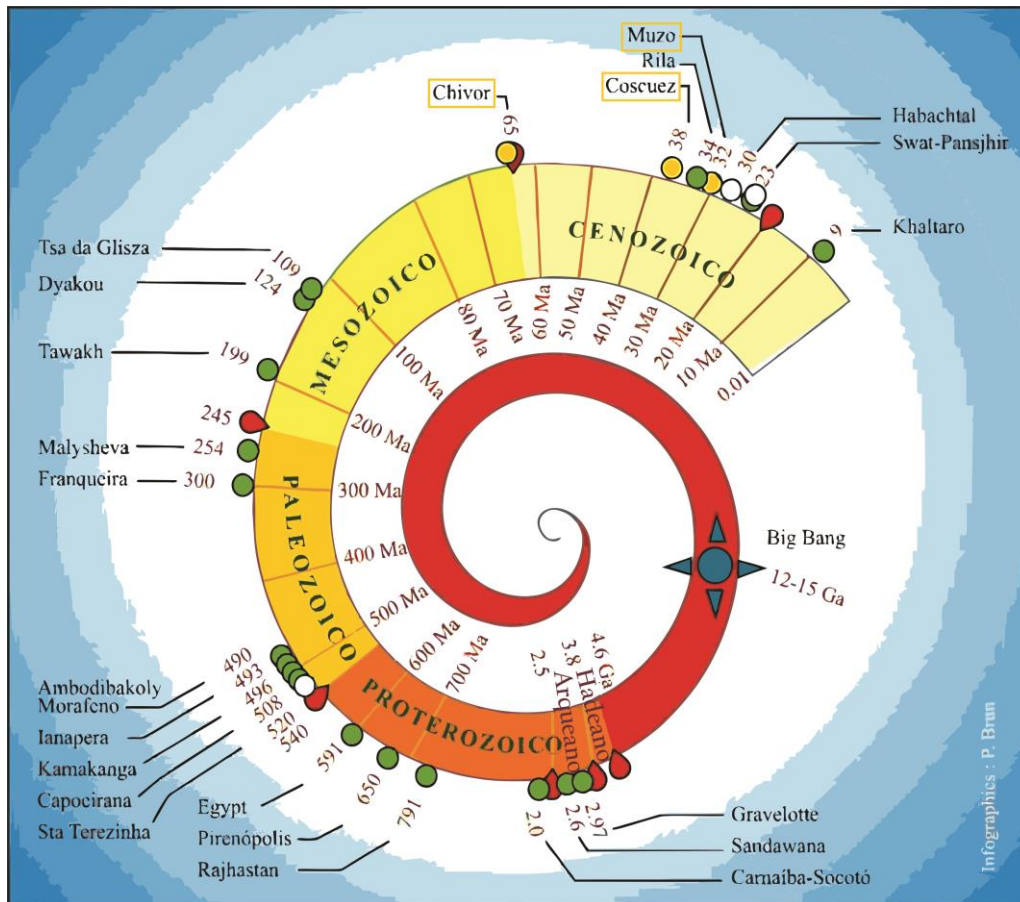 Muzo
Rila
Coscuez
Chivor
65
38
34
32
32
30
23
9
Habachtal
Swat-Pansjhir
Khaltaro
Tsa da Glisza
109
Dyakou
124
Tawakh
199
245
Malysheva
254
Franqueira
300
CENOZOICO
MESOZOICO
PALEOZOICO
PROTEROZOICO
Arqueano
Hadeano
0.01
10 Ma
20 Ma
30 Ma
40 Ma
50 Ma
60 Ma
70 Ma
80 Ma
100 Ma
200 Ma
300 Ma
400 Ma
500 Ma
600 Ma
700 Ma
2.5
3.8
4.6 Ga
Big Bang
12-15 Ga
490
493
496
508
520
540
Ambodibakoly
Morafeno
Ianapera
Kamakanga
Capocirana
Sta Terezinha
591
650
791
Egypt
Pirenópolis
Rajhastan
2.0
2.6
2.97
Gravelotte
Sandawana
Carnaíba-Socotó
Infographics : P. Brun